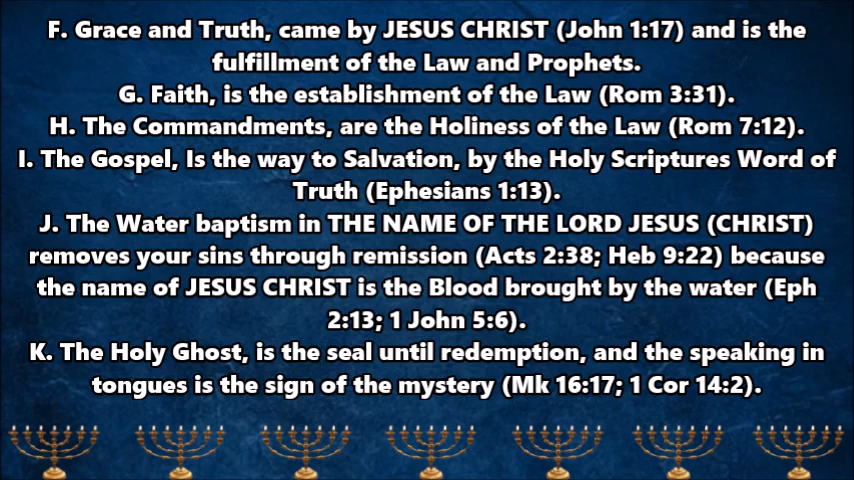 F. Grace and Truth, came by JESUS CHRIST (John 1:17) and is the
fulfillment of the Law and Prophets.
G. Faith, is the establishment of the Law (Rom 3:31).
H. The Commandments, are the Holiness of the Law (Rom 7:12).
I. The Gospel, Is the way to Salvation, by the Holy Scriptures Word of
Truth (Ephesians 1:13).
J. The Water baptism in THE NAME OF THE LORD JESUS (CHRIST)
removes your sins through remission (Acts 2:38; Heb 9:22) because
the name of JESUS CHRIST is the Blood brought by the water (Eph
2:13; 1 John 5:6).
K. The Holy Ghost, is the seal until redemption, and the speaking in
tongues is the sign of the mystery (Mk 16:17; 1 Cor 14:2).